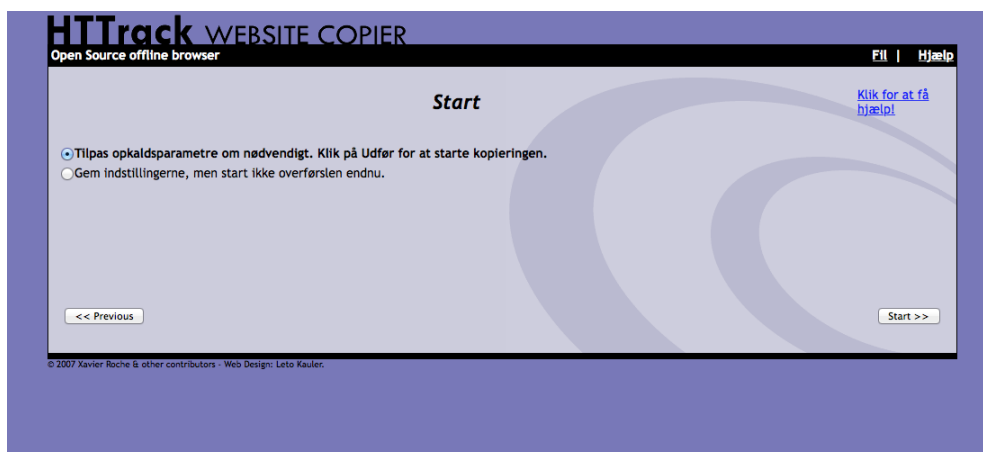 HTTrack WEBSITE COPIER
Open Source offline browser
Fil | Hjælp
Start
Klik for at få
hjælp!
Tilpas opkaldsparametre om nødvendigt. Klik på Udfør for at starte kopieringen.
Gem indstillingerne, men start ikke overførslen endnu.
<< Previous
Start >>
© 2007 Xavier Roche & other contributors - Web Design: Leto Kauler.